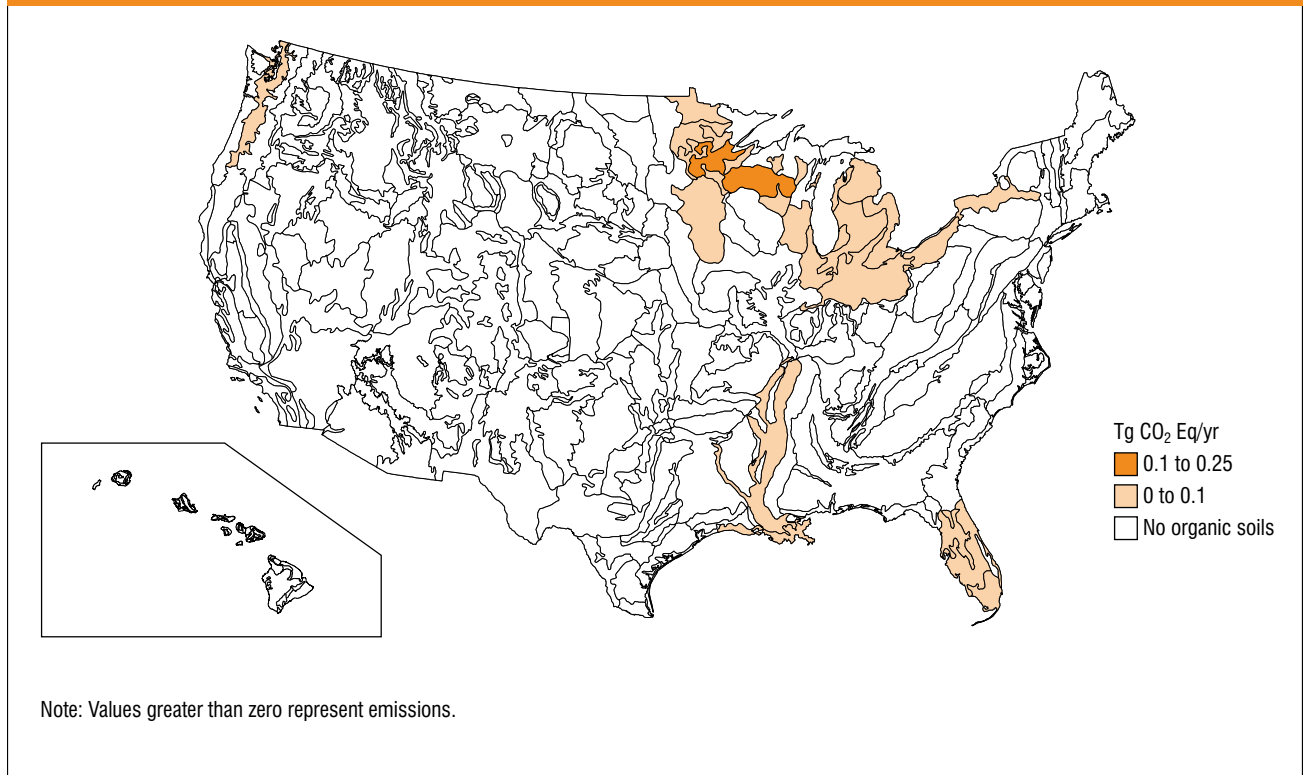 Tg CO₂ Eq/yr
0.1 to 0.25
0 to 0.1
No organic soils
Note: Values greater than zero represent emissions.